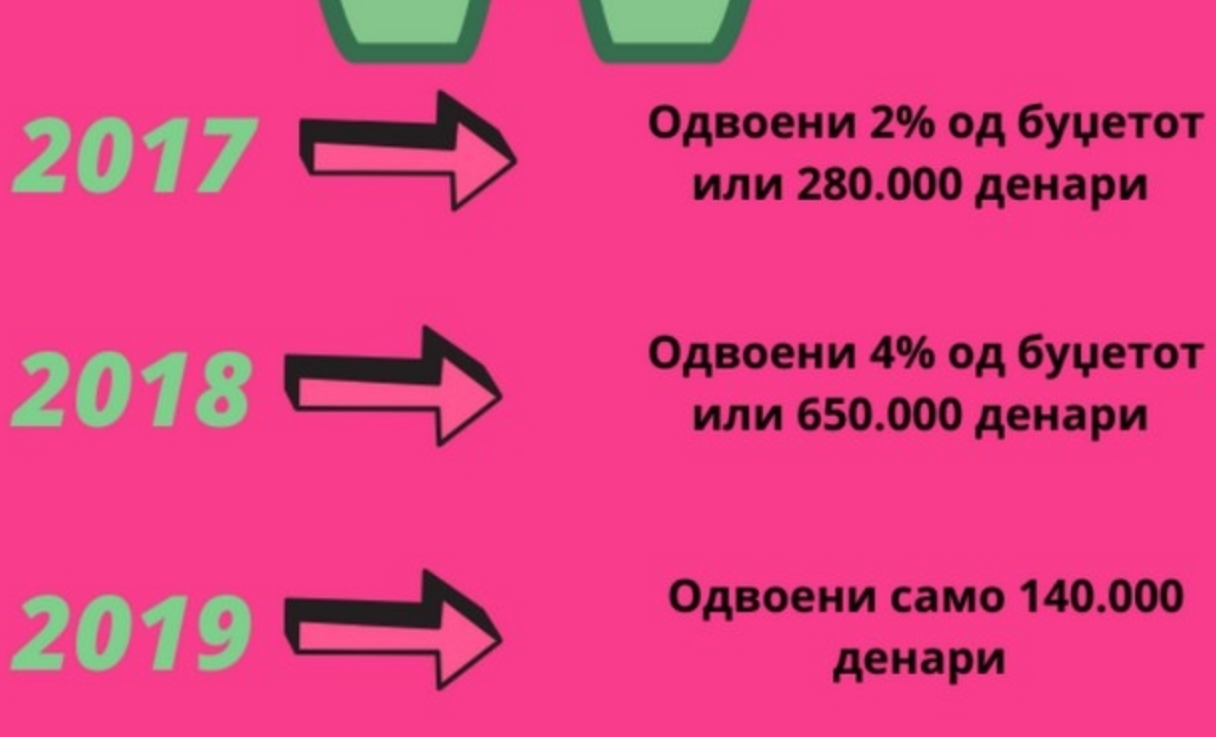 2017
Одвоени 2% од буџетот
или 280.000 денари
2018
Одвоени 4% од буџетот
или 650.000 денари
2019
Одвоени само 140.000
денари